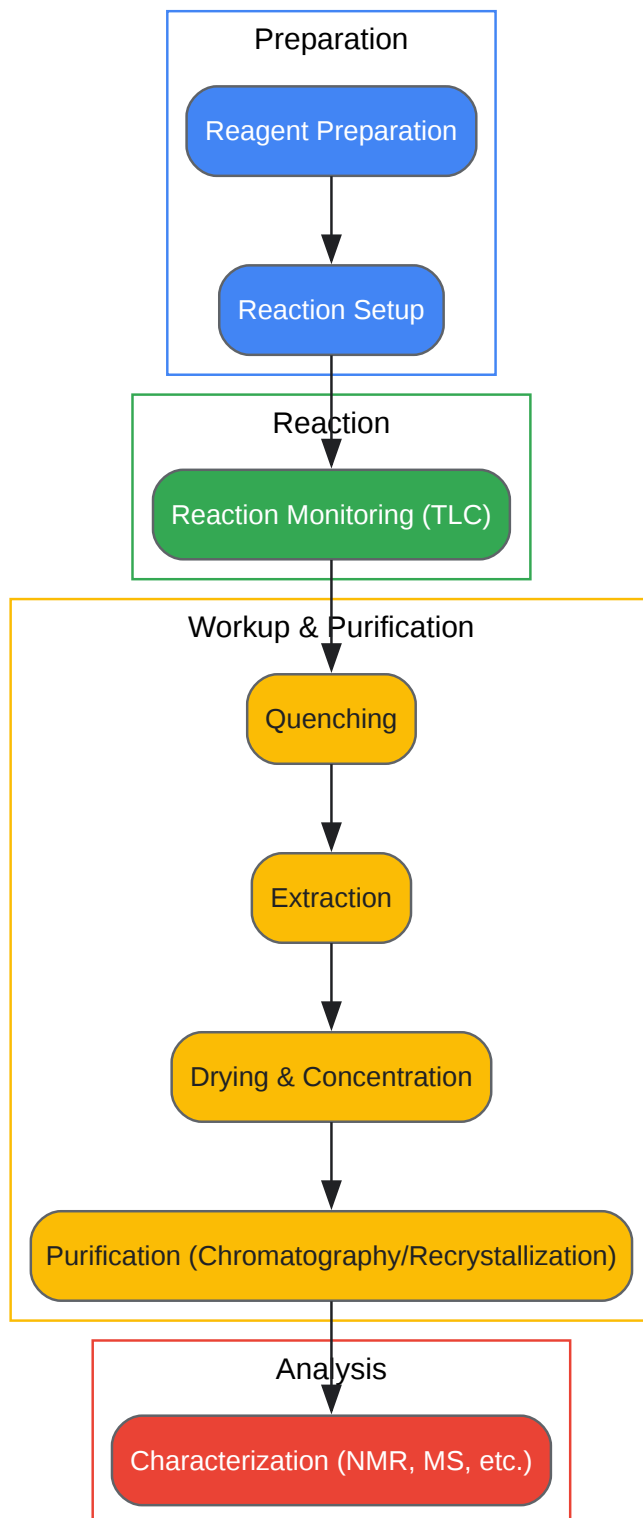 Preparation
Reagent Preparation
Reaction Setup
Reaction
Reaction Monitoring (TLC)
Workup & Purification
Quenching
Extraction
Drying & Concentration
Purification (Chromatography/Recrystallization)
Analysis
Characterization (NMR, MS, etc.)